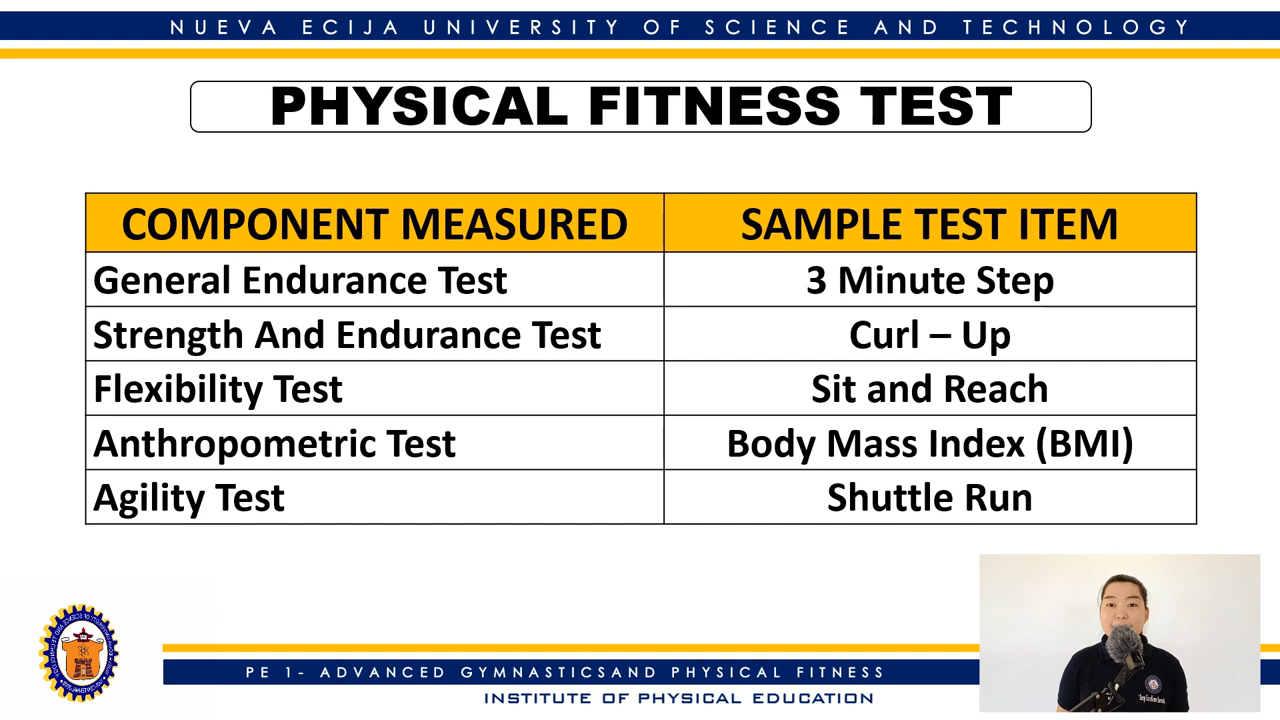 NUEVA ECIJA UNIVERSITY OF SCIENCE AND TECHNOLOGY
PHYSICAL FITNESS TEST
COMPONENT MEASURED SAMPLE TEST ITEM
General Endurance Test 3 Minute Step
Strength And Endurance Test Curl – Up
Flexibility Test Sit and Reach
Anthropometric Test Body Mass Index (BMI)
Agility Test Shuttle Run
PE 1- ADVANCED GYMNASTICSAND PHYSICAL FITNESS
INSTITUTE OF PHYSICAL EDUCATION